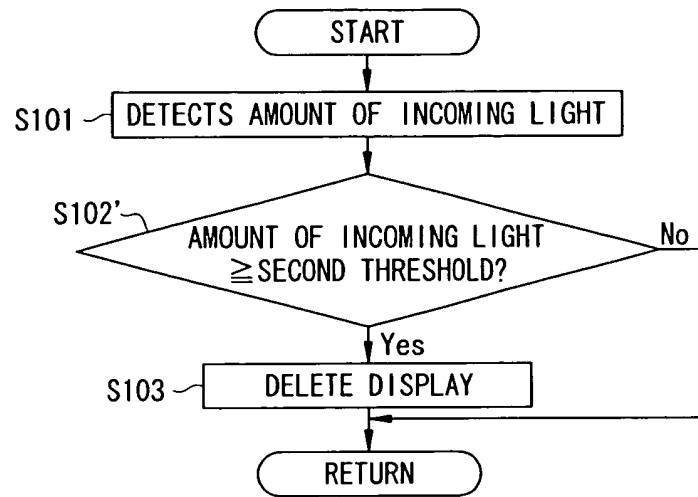 START
S101
DETECTS AMOUNT OF INCOMING LIGHT
S102'
AMOUNT OF INCOMING LIGHT
≧SECOND THRESHOLD?
No
Yes
S103
DELETE DISPLAY
RETURN